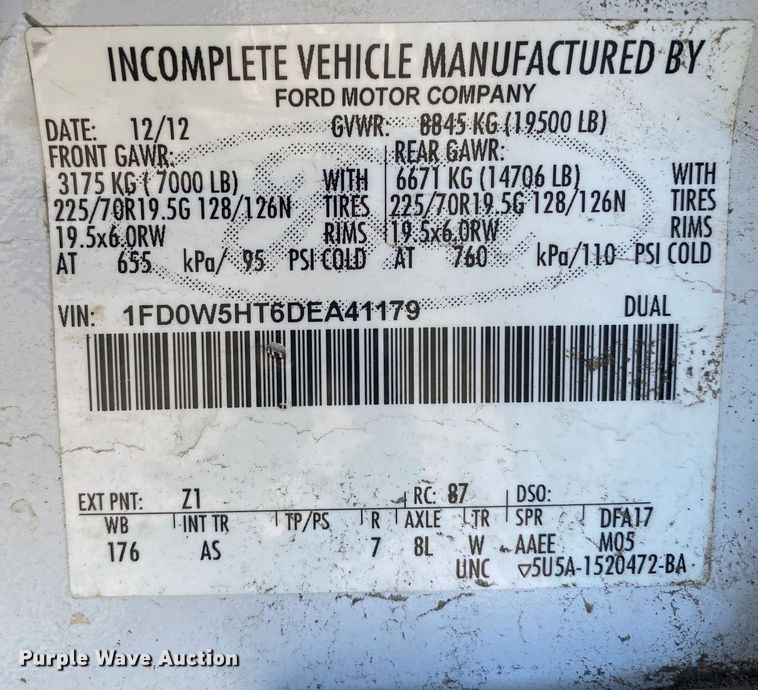 INCOMPLETE VEHICLE MANUFACTURED BY
FORD MOTOR COMPANY
DATE: 12/12 GVWR: 8845 KG (19500 LB)
FRONT GAWR: REAR GAWR:
3175 KG ( 7000 LB) WITH 6671 KG (14706 LB) WITH
225/70R19.5G 128/126N TIRES 225/70R19.5G 128/126N TIRES
19.5x6.0RW RIMS 19.5x6.0RW RIMS
AT 655 kPa/ 95 PSI COLD AT 760 kPa/110 PSI COLD
VIN: 1FD0W5HT6DEA41179 DUAL
EXT PNT: Z1 RC: 87 DSO:
WB INT TR TP/PS R AXLE TR SPR DFA17
176 AS 7 8L W AAEE M05
UNC ▽5U5A-1520472-BA
Purple Wave Auction